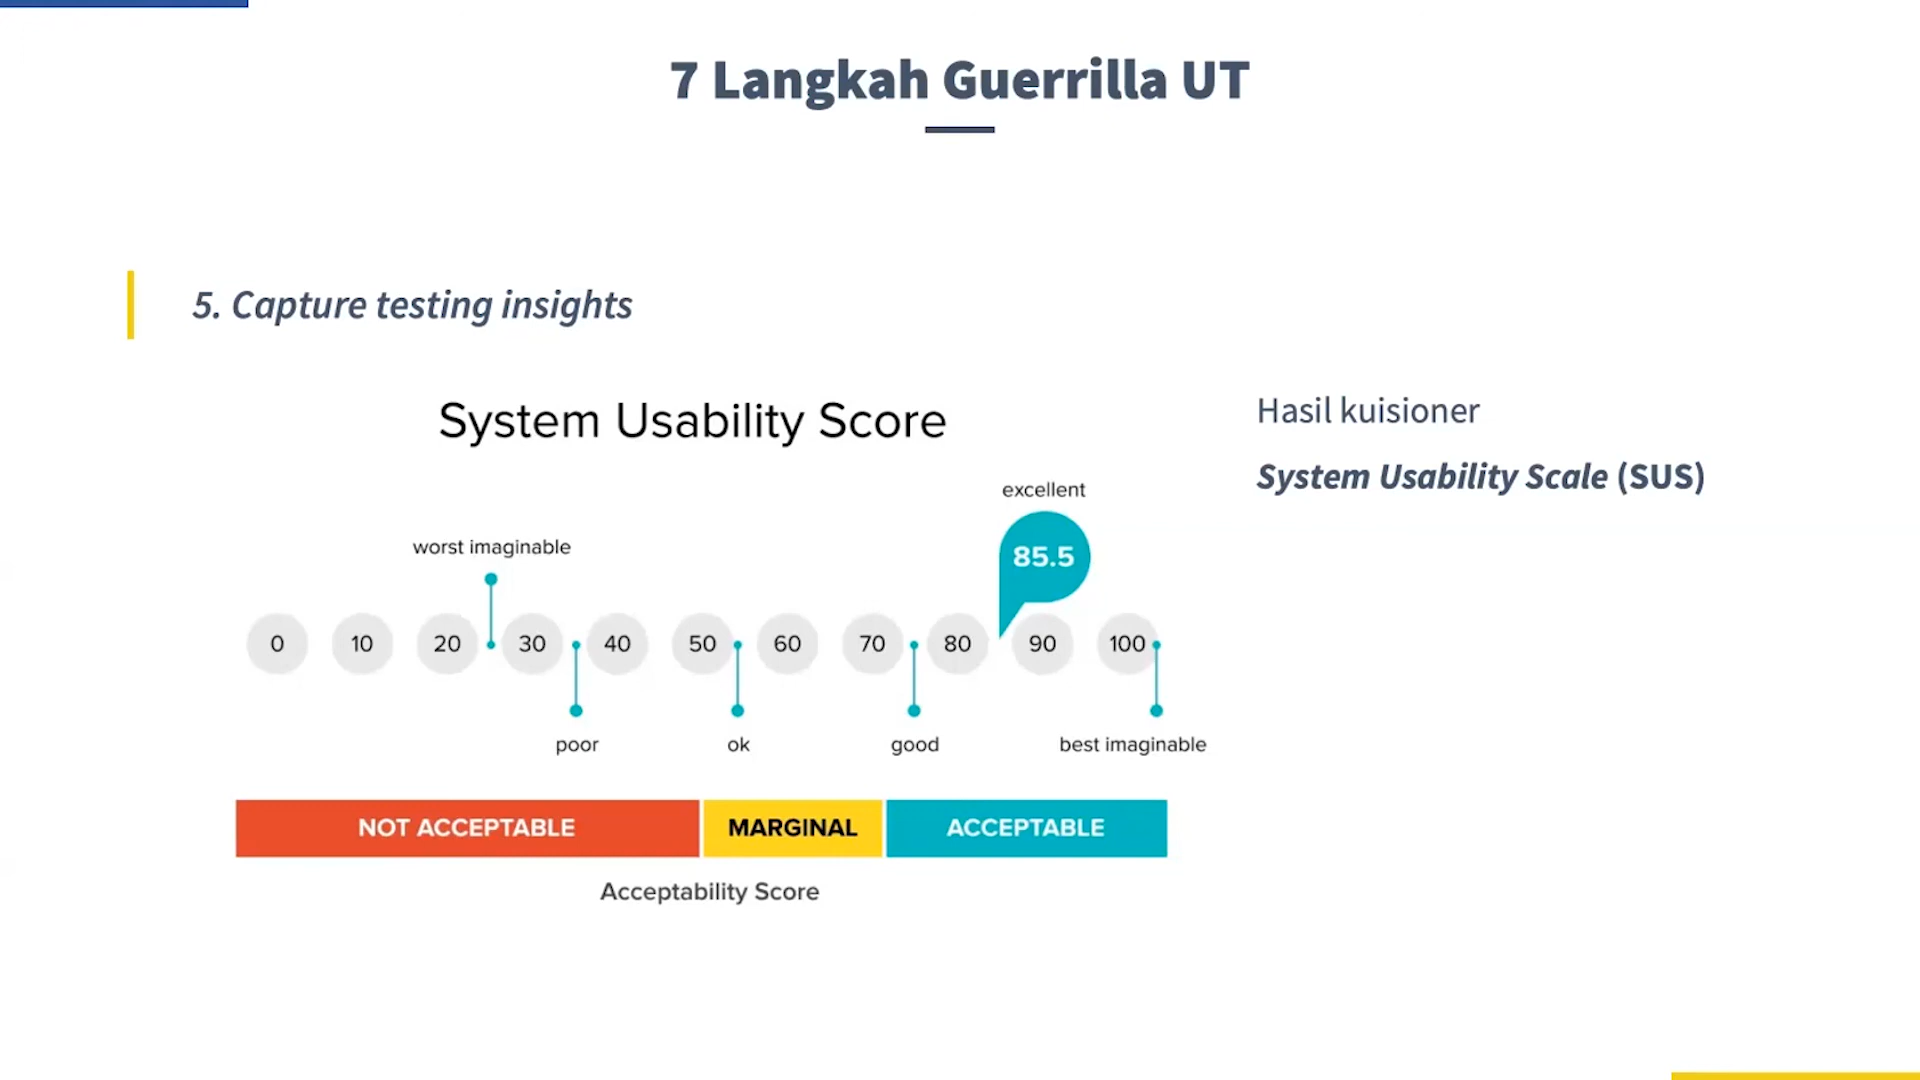 7 Langkah Guerrilla UT
5. Capture testing insights
System Usability Score
Hasil kuisioner
System Usability Scale (SUS)
excellent
85.5
worst imaginable
0 10 20 30 40 50 60 70 80 90 100
poor ok good best imaginable
NOT ACCEPTABLE MARGINAL ACCEPTABLE
Acceptability Score